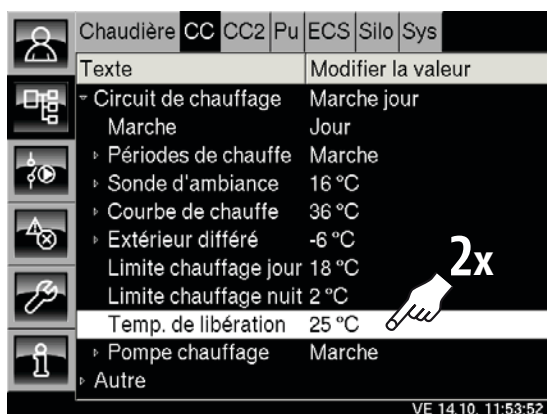 Chaudière CC CC2 Pu ECS Silo Sys
Texte Modifier la valeur
Circuit de chauffage Marche jour
Marche Jour
Périodes de chauffe Marche
Sonde d'ambiance 16 °C
Courbe de chauffe 36 °C
Extérieur différé -6 °C
Limite chauffage jour 18 °C
2x
Limite chauffage nuit 2 °C
Temp. de libération 25 °C
Pompe chauffage Marche
Autre
VE 14.10. 11:53:52